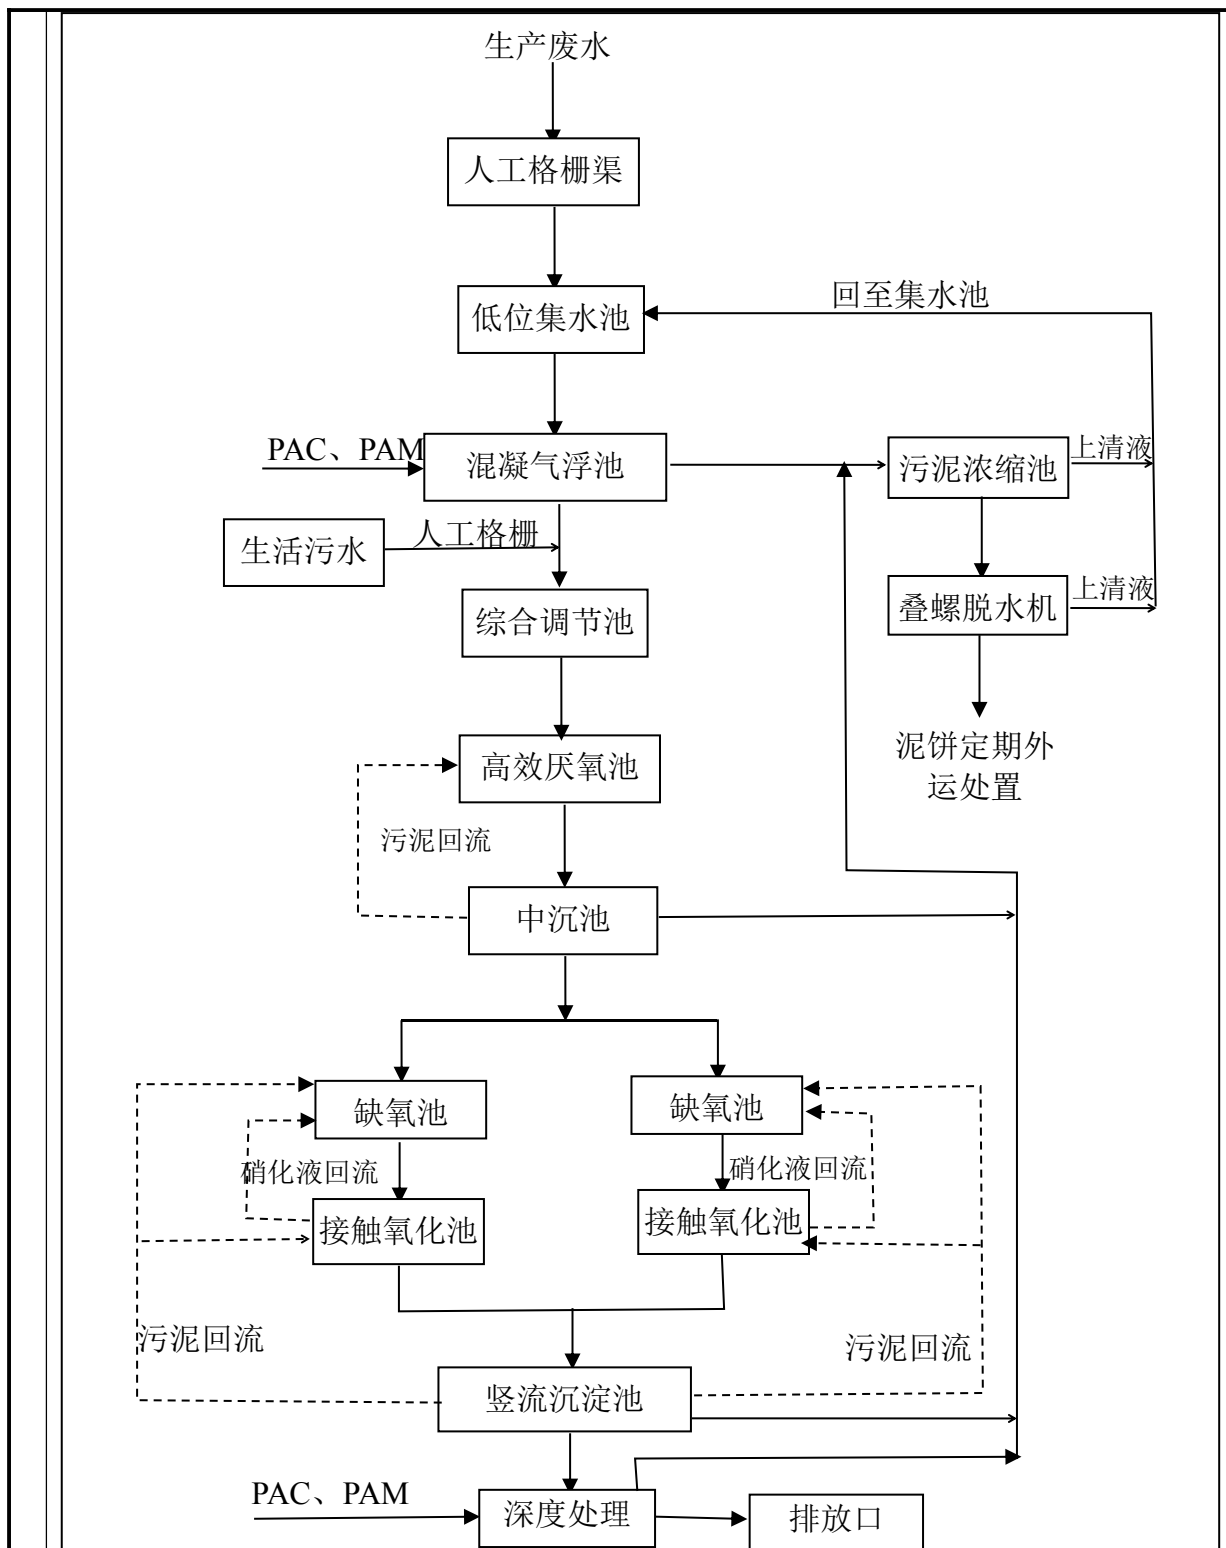 生产废水
人工格栅渠
回至集水池
低位集水池
PAC、PAM
混凝气浮池
污泥浓缩池
上清液
人工格栅
生活污水
叠螺脱水机
上清液
综合调节池
泥饼定期外
运处置
高效厌氧池
污泥回流
中沉池
缺氧池
缺氧池
硝化液回流
硝化液回流
接触氧化池
接触氧化池
污泥回流
污泥回流
竖流沉淀池
PAC、PAM
深度处理
排放口